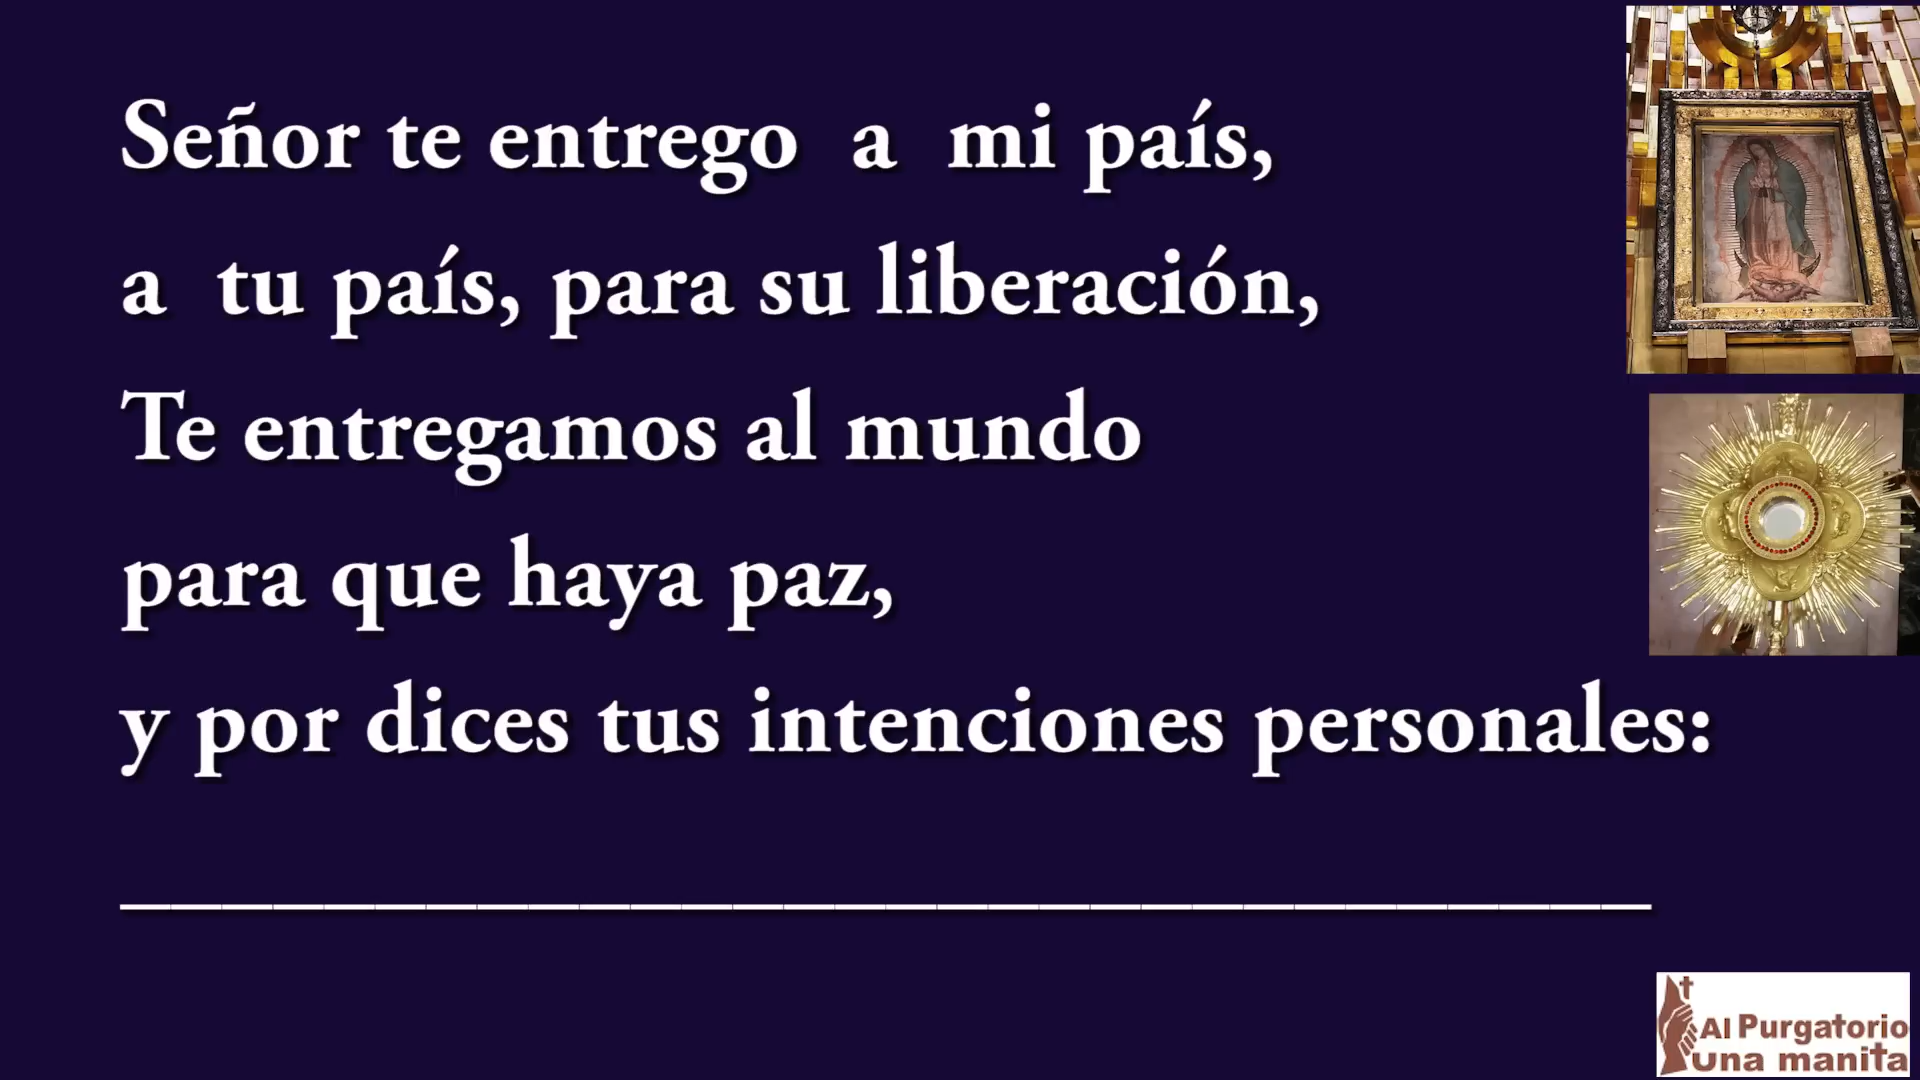 Señor te entrego a mi país,
a tu país, para su liberación,
Te entregamos al mundo
para que haya paz,
y por dices tus intenciones personales:
______________________________
Al Purgatorio
una manita